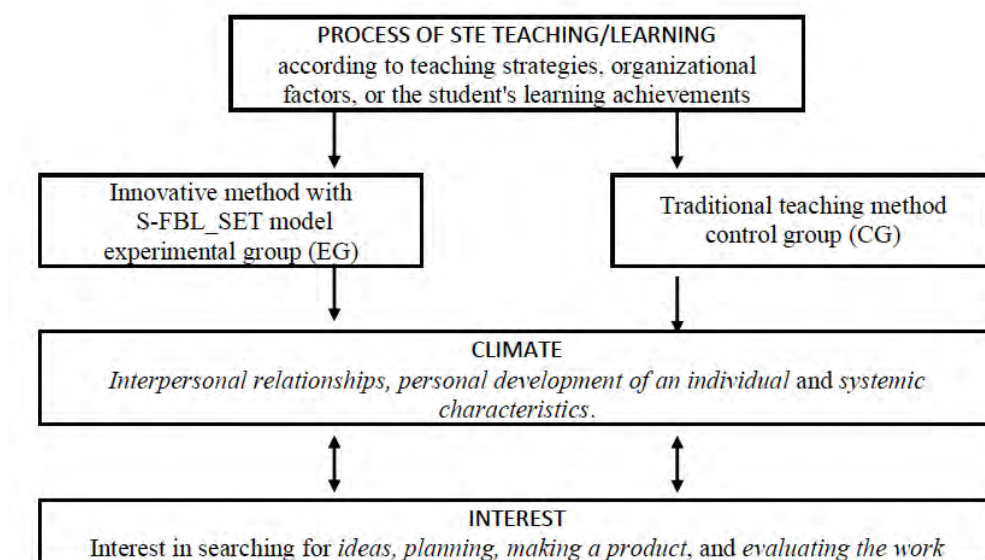 PROCESS OF STE TEACHING/LEARNING
according to teaching strategies, organizational
factors, or the student's learning achievements
Innovative method with
S-FBL_SET model
experimental group (EG)
Traditional teaching method
control group (CG)
CLIMATE
Interpersonal relationships, personal development of an individual and systemic
characteristics.
INTEREST
Interest in searching for ideas, planning, making a product, and evaluating the work